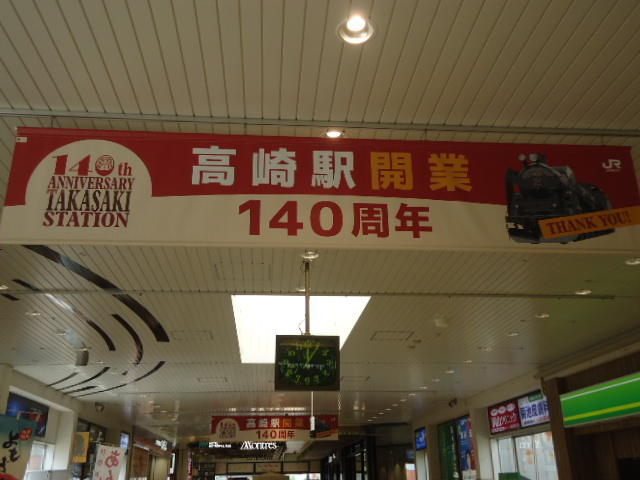 140th
ANNIVERSARY
TAKASAKI
STATION
高崎駅開業
140周年
JR
THANK YOU!
高崎駅開業
140周年
Montres